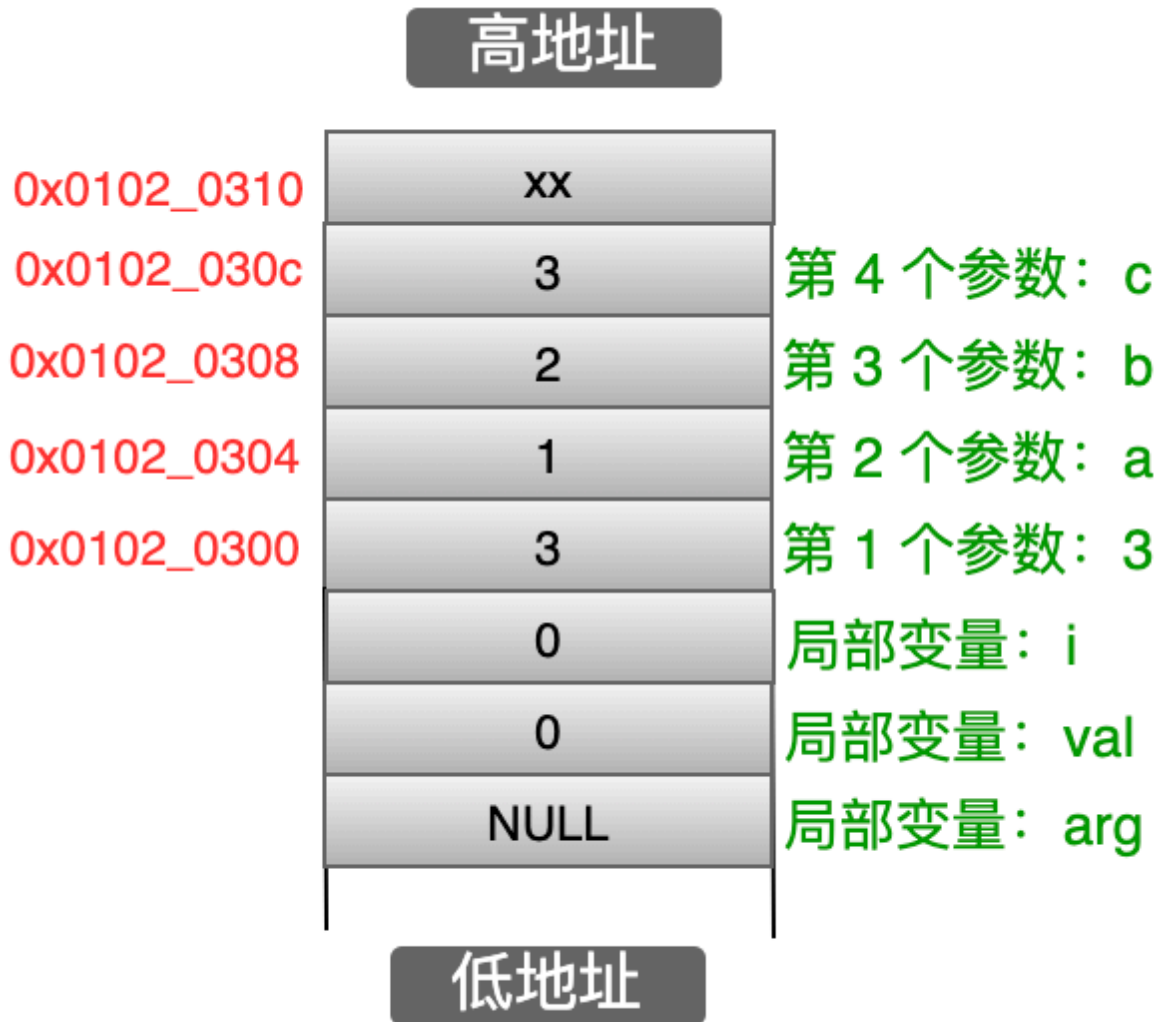 高地址
0x0102_0310 xx
0x0102_030c 3 第 4 个参数：c
0x0102_0308 2 第 3 个参数：b
0x0102_0304 1 第 2 个参数：a
0x0102_0300 3 第 1 个参数：3
0 局部变量：i
0 局部变量：val
NULL 局部变量：arg
低地址